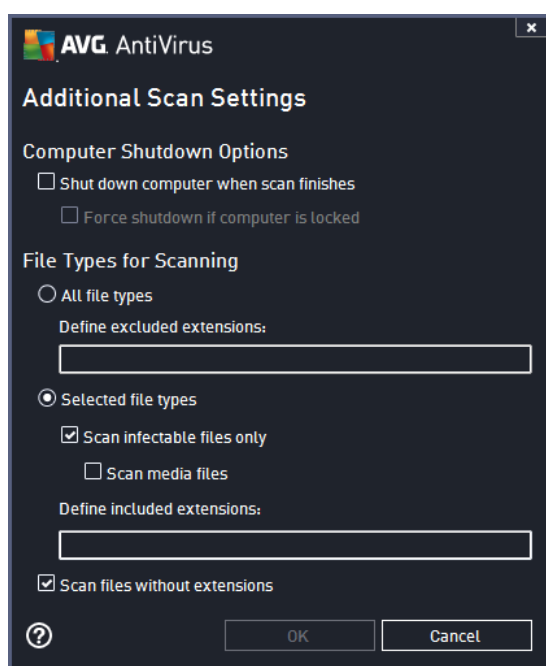 AVG. AntiVirus
Additional Scan Settings
Computer Shutdown Options
Shut down computer when scan finishes
Force shutdown if computer is locked
File Types for Scanning
All file types
Define excluded extensions:
Selected file types
Scan infectable files only
Scan media files
Define included extensions:
Scan files without extensions
? OK Cancel